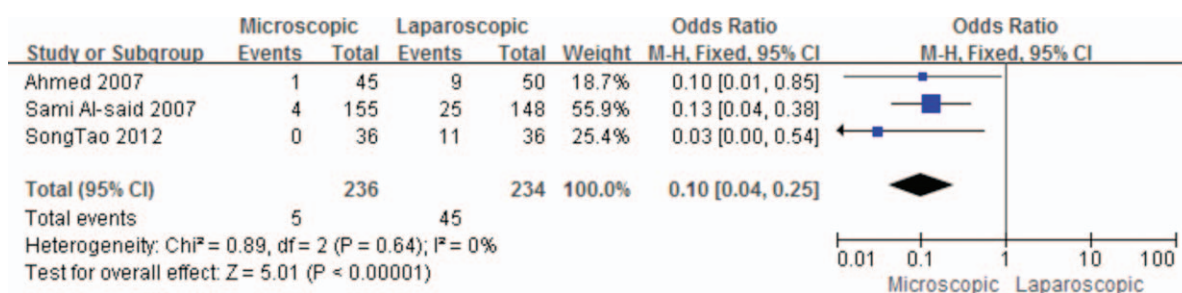 Microscopic Laparoscopic Odds Ratio Odds Ratio
Study or Subgroup Events Total Events Total Weight M-H, Fixed, 95% CI M-H, Fixed, 95% CI
Ahmed 2007 1 45 9 50 18.7% 0.10 [0.01, 0.85]
Sami Al-said 2007 4 155 25 148 55.9% 0.13 [0.04, 0.38]
SongTao 2012 0 36 11 36 25.4% 0.03 [0.00, 0.54]
Total (95% CI) 236 234 100.0% 0.10 [0.04, 0.25]
Total events 5 45
Heterogeneity: Chi² = 0.89, df = 2 (P = 0.64); I² = 0%
Test for overall effect: Z = 5.01 (P < 0.00001)
0.01 0.1 1 10 100
Microscopic Laparoscopic